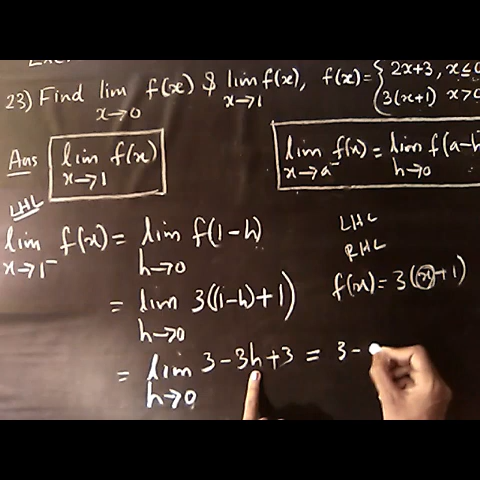 23) Find lim x→0 f(x) & lim x→1 f(x), f(x) = { 2x+3, x≤0
3(x+1) x>0
Ans lim x→1 f(x)
lim x→a⁻ f(x) = lim h→0 f(a-h
LHL
lim x→1⁻ f(x) = lim h→0 f(1-h)
LHL
RHL
f(x) = 3(x+1)
= lim h→0 3((1-h)+1)
= lim h→0 3-3h+3 = 3-